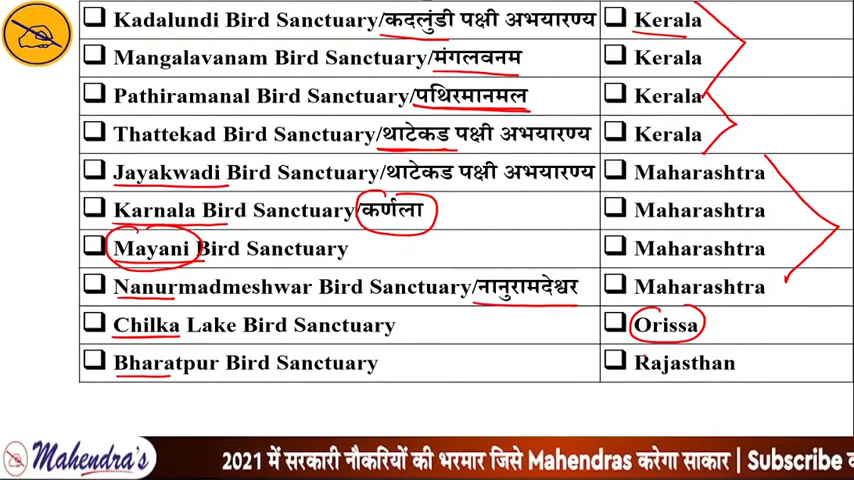 Kadalundi Bird Sanctuary/कदलुंडी पक्षी अभयारण्य Kerala
Mangalavanam Bird Sanctuary/मंगलवनम Kerala
Pathiramanal Bird Sanctuary/पथिरमानमल Kerala
Thattekad Bird Sanctuary/थाटेकड पक्षी अभयारण्य Kerala
Jayakwadi Bird Sanctuary/थाटेकड पक्षी अभयारण्य Maharashtra
Karnala Bird Sanctuary/कर्णला Maharashtra
Mayani Bird Sanctuary Maharashtra
Nanurmadmeshwar Bird Sanctuary/नानुरामदेश्वर Maharashtra
Chilka Lake Bird Sanctuary Orissa
Bharatpur Bird Sanctuary Rajasthan
Mahendra's 2021 में सरकारी नौकरियों की भरमार जिसे Mahendras करेगा साकार | Subscribe